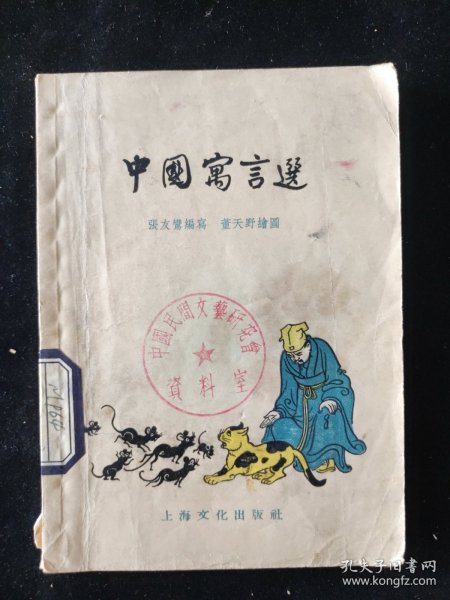 中國寓言選
張友鸞編寫 董天野繪圖
中國民間文藝研究會
資料室
上海文化出版社
孔夫子旧书网
www.kongfz.com